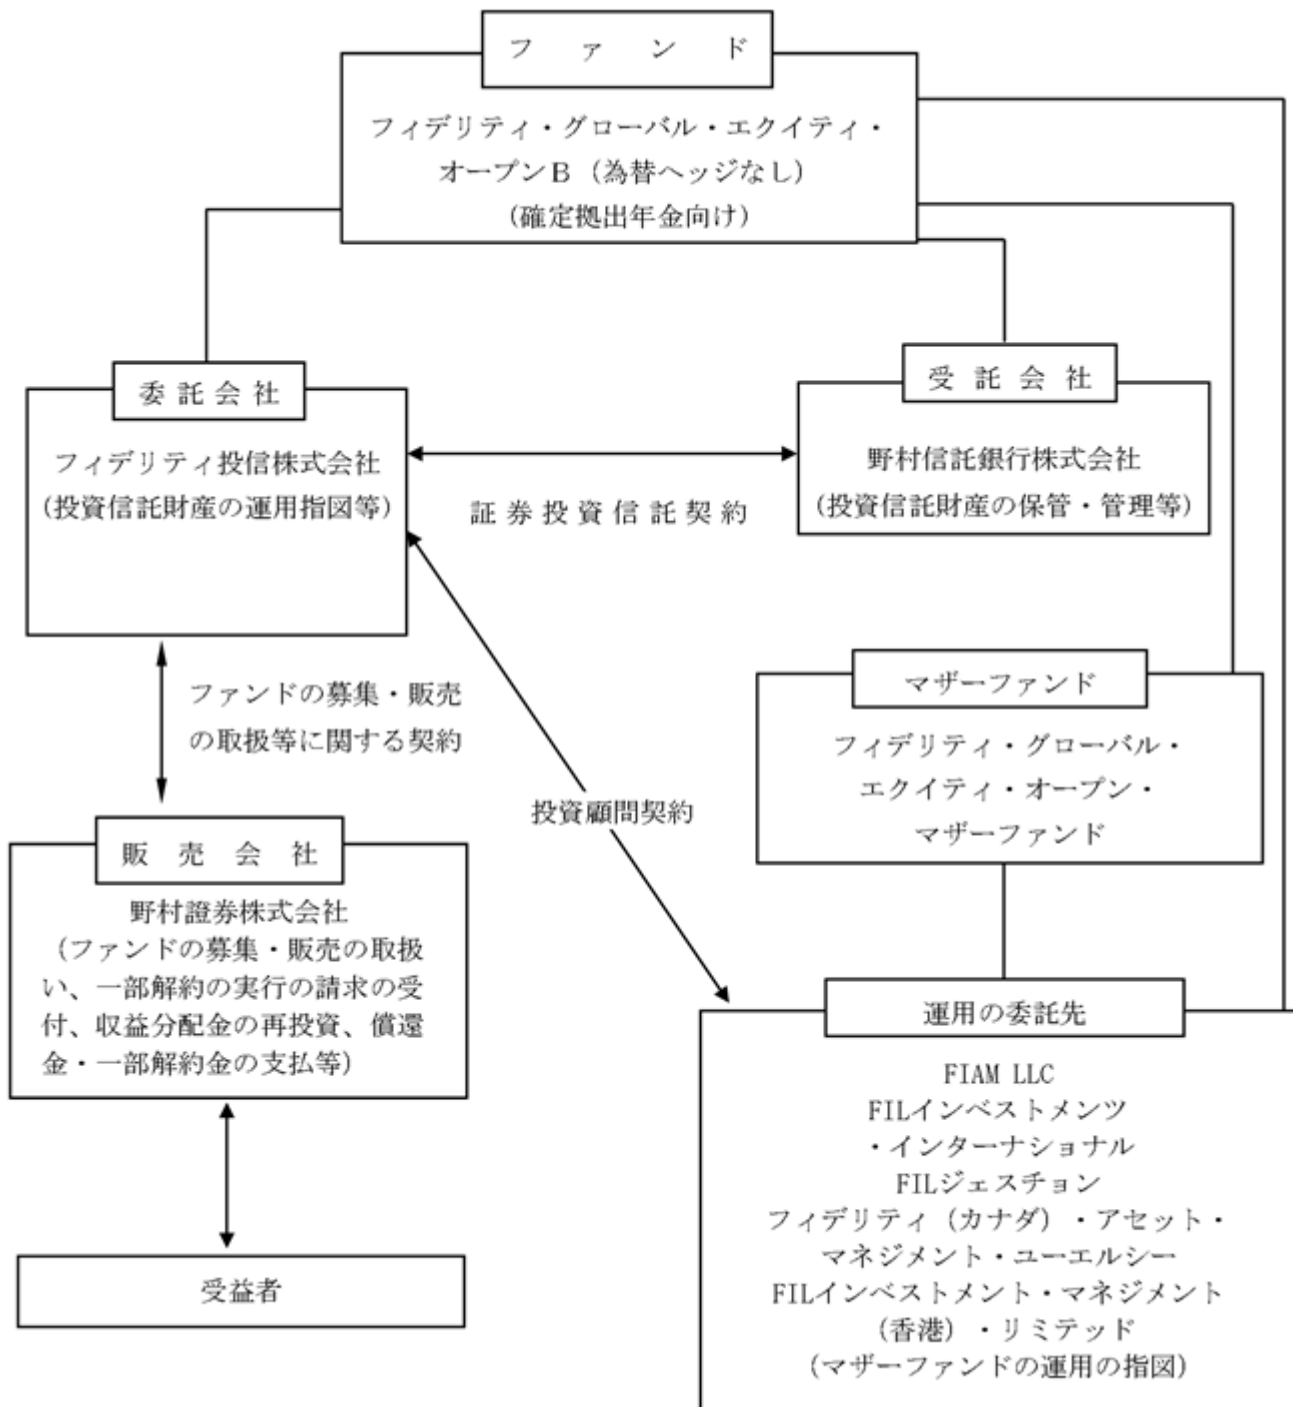 ファンド
フィデリティ・グローバル・エクイティ・
オープンB（為替ヘッジなし）
（確定拠出年金向け）
委託会社
フィデリティ投信株式会社
（投資信託財産の運用指図等）
受託会社
野村信託銀行株式会社
（投資信託財産の保管・管理等）
証券投資信託契約
ファンドの募集・販売
の取扱等に関する契約
マザーファンド
フィデリティ・グローバル・
エクイティ・オープン・
マザーファンド
投資顧問契約
販売会社
野村證券株式会社
（ファンドの募集・販売の取扱
い、一部解約の実行の請求の受
付、収益分配金の再投資、償還
金・一部解約金の支払等）
運用の委託先
FIAM LLC
FILインベストメンツ
・インターナショナル
FILジェスチョン
フィデリティ（カナダ）・アセット・
マネジメント・ユーエルシー
FILインベストメント・マネジメント
（香港）・リミテッド
（マザーファンドの運用の指図）
受益者